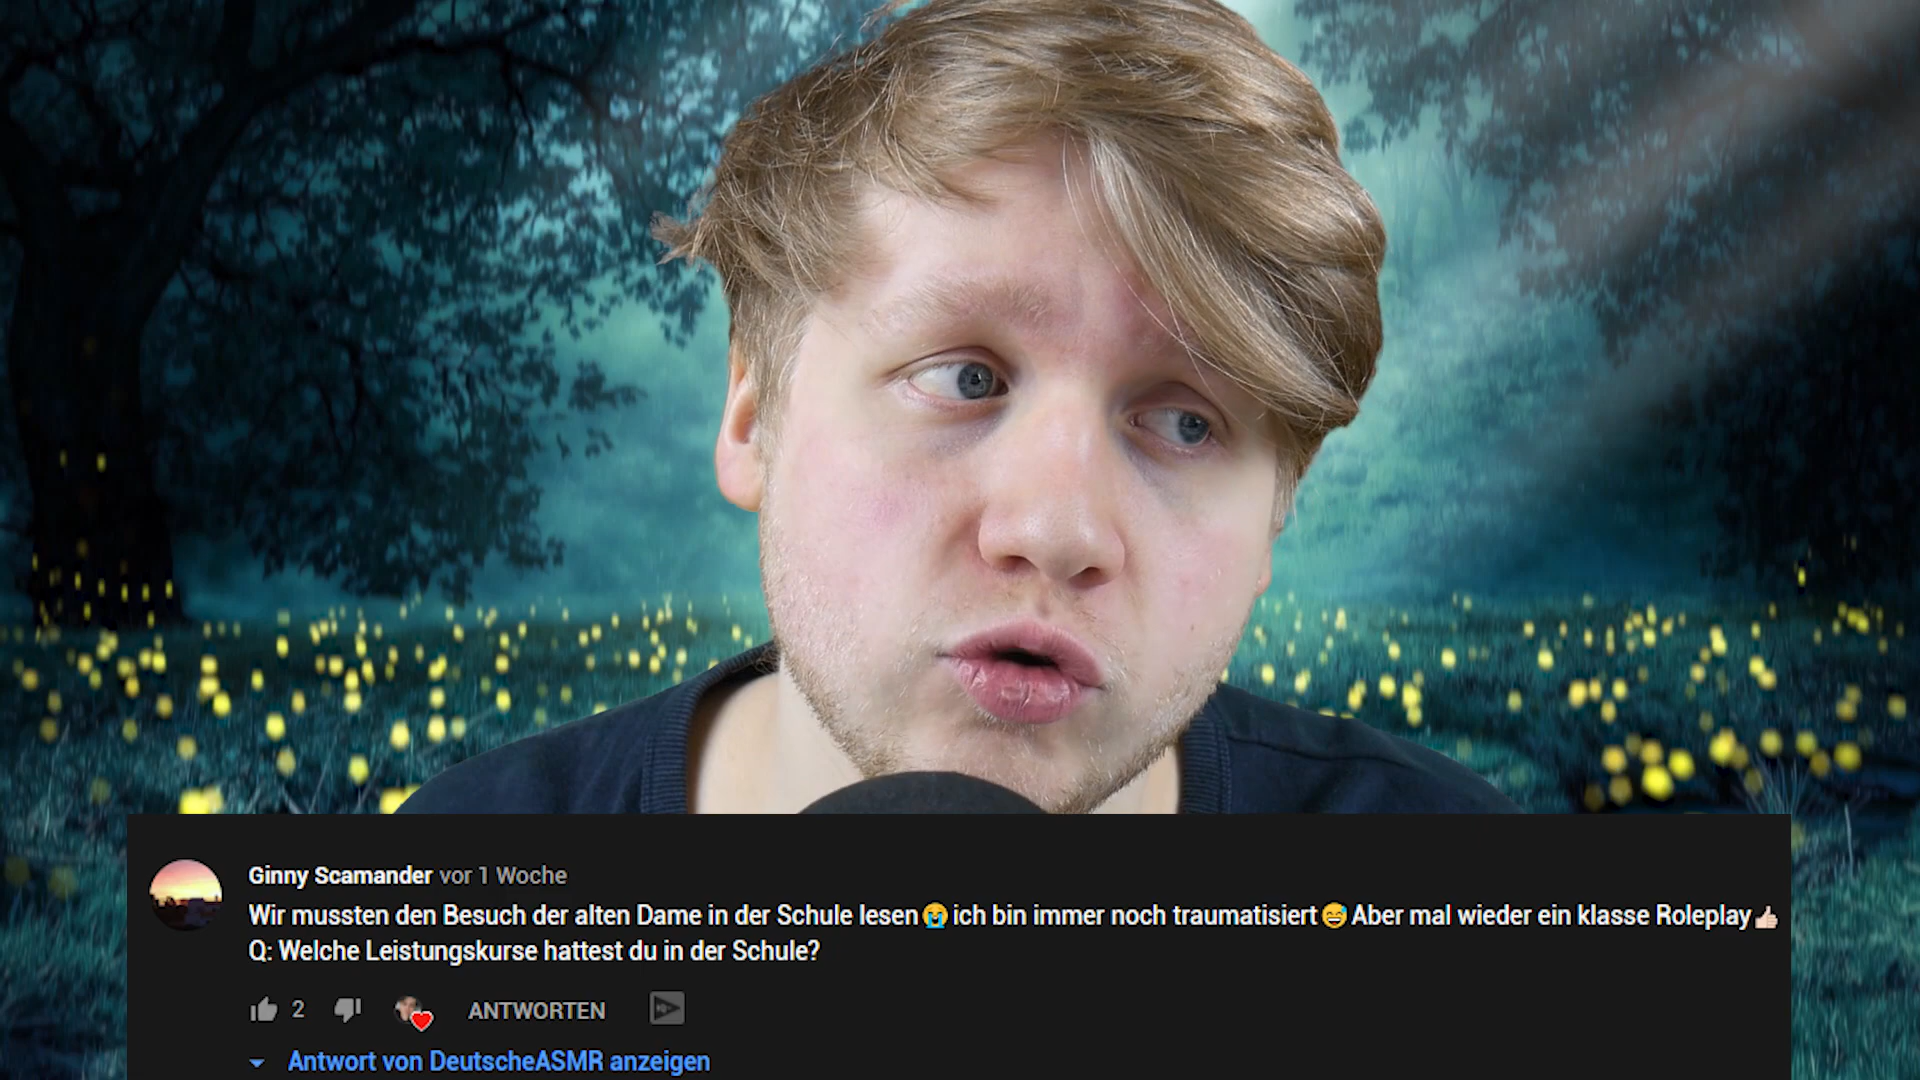 Ginny Scamander vor 1 Woche
Wir mussten den Besuch der alten Dame in der Schule lesen😭ich bin immer noch traumatisiert😅Aber mal wieder ein klasse Roleplay👍🏻
Q: Welche Leistungskurse hattest du in der Schule?
2 ANTWORTEN
Antwort von DeutscheASMR anzeigen